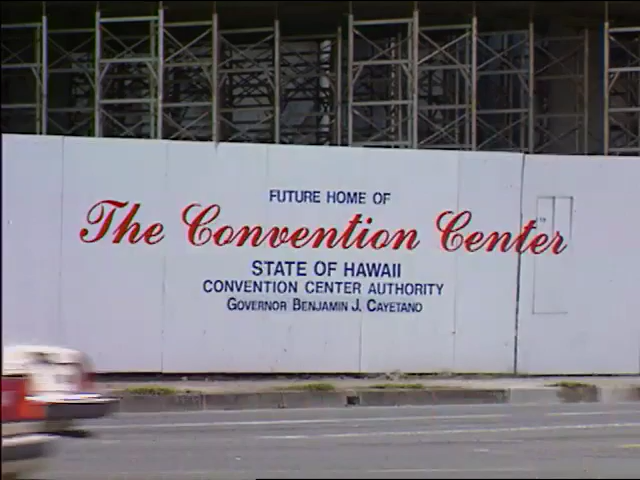 FUTURE HOME OF
The Convention Center
STATE OF HAWAII
CONVENTION CENTER AUTHORITY
GOVERNOR BENJAMIN J. CAYETANO